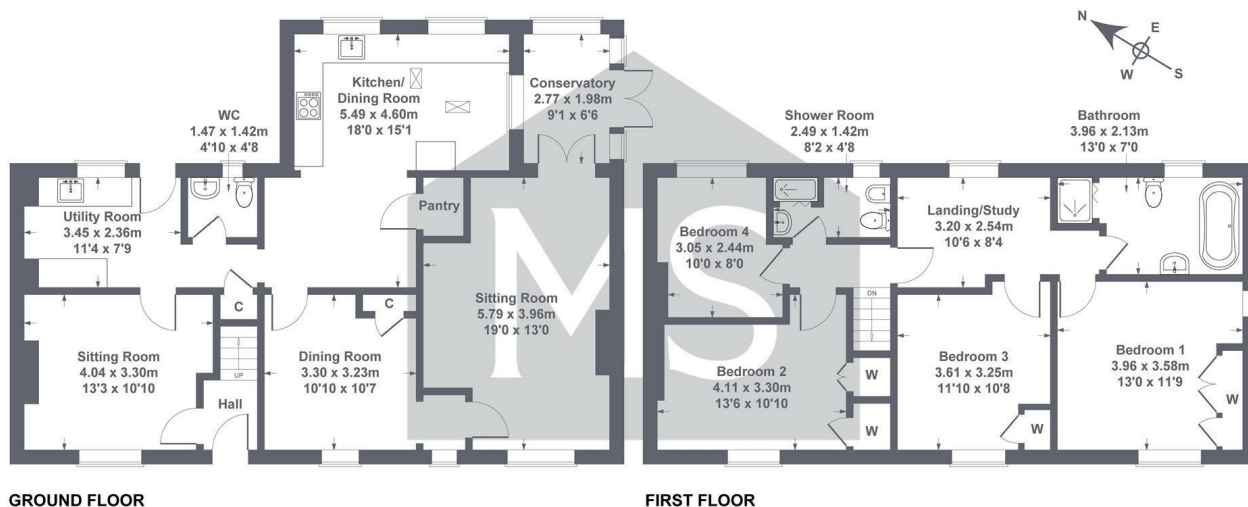 N
E
W
S
Kitchen/
Dining Room
5.49 x 4.60m
18'0 x 15'1
Conservatory
2.77 x 1.98m
9'1 x 6'6
WC
1.47 x 1.42m
4'10 x 4'8
Utility Room
3.45 x 2.36m
11'4 x 7'9
Pantry
C
C
Sitting Room
5.79 x 3.96m
19'0 x 13'0
Sitting Room
4.04 x 3.30m
13'3 x 10'10
UP
Hall
Dining Room
3.30 x 3.23m
10'10 x 10'7
GROUND FLOOR
MS
Shower Room
2.49 x 1.42m
8'2 x 4'8
Bathroom
3.96 x 2.13m
13'0 x 7'0
Bedroom 4
3.05 x 2.44m
10'0 x 8'0
Landing/Study
3.20 x 2.54m
10'6 x 8'4
DN
Bedroom 2
4.11 x 3.30m
13'6 x 10'10
W
W
Bedroom 3
3.61 x 3.25m
11'10 x 10'8
W
Bedroom 1
3.96 x 3.58m
13'0 x 11'9
W
FIRST FLOOR